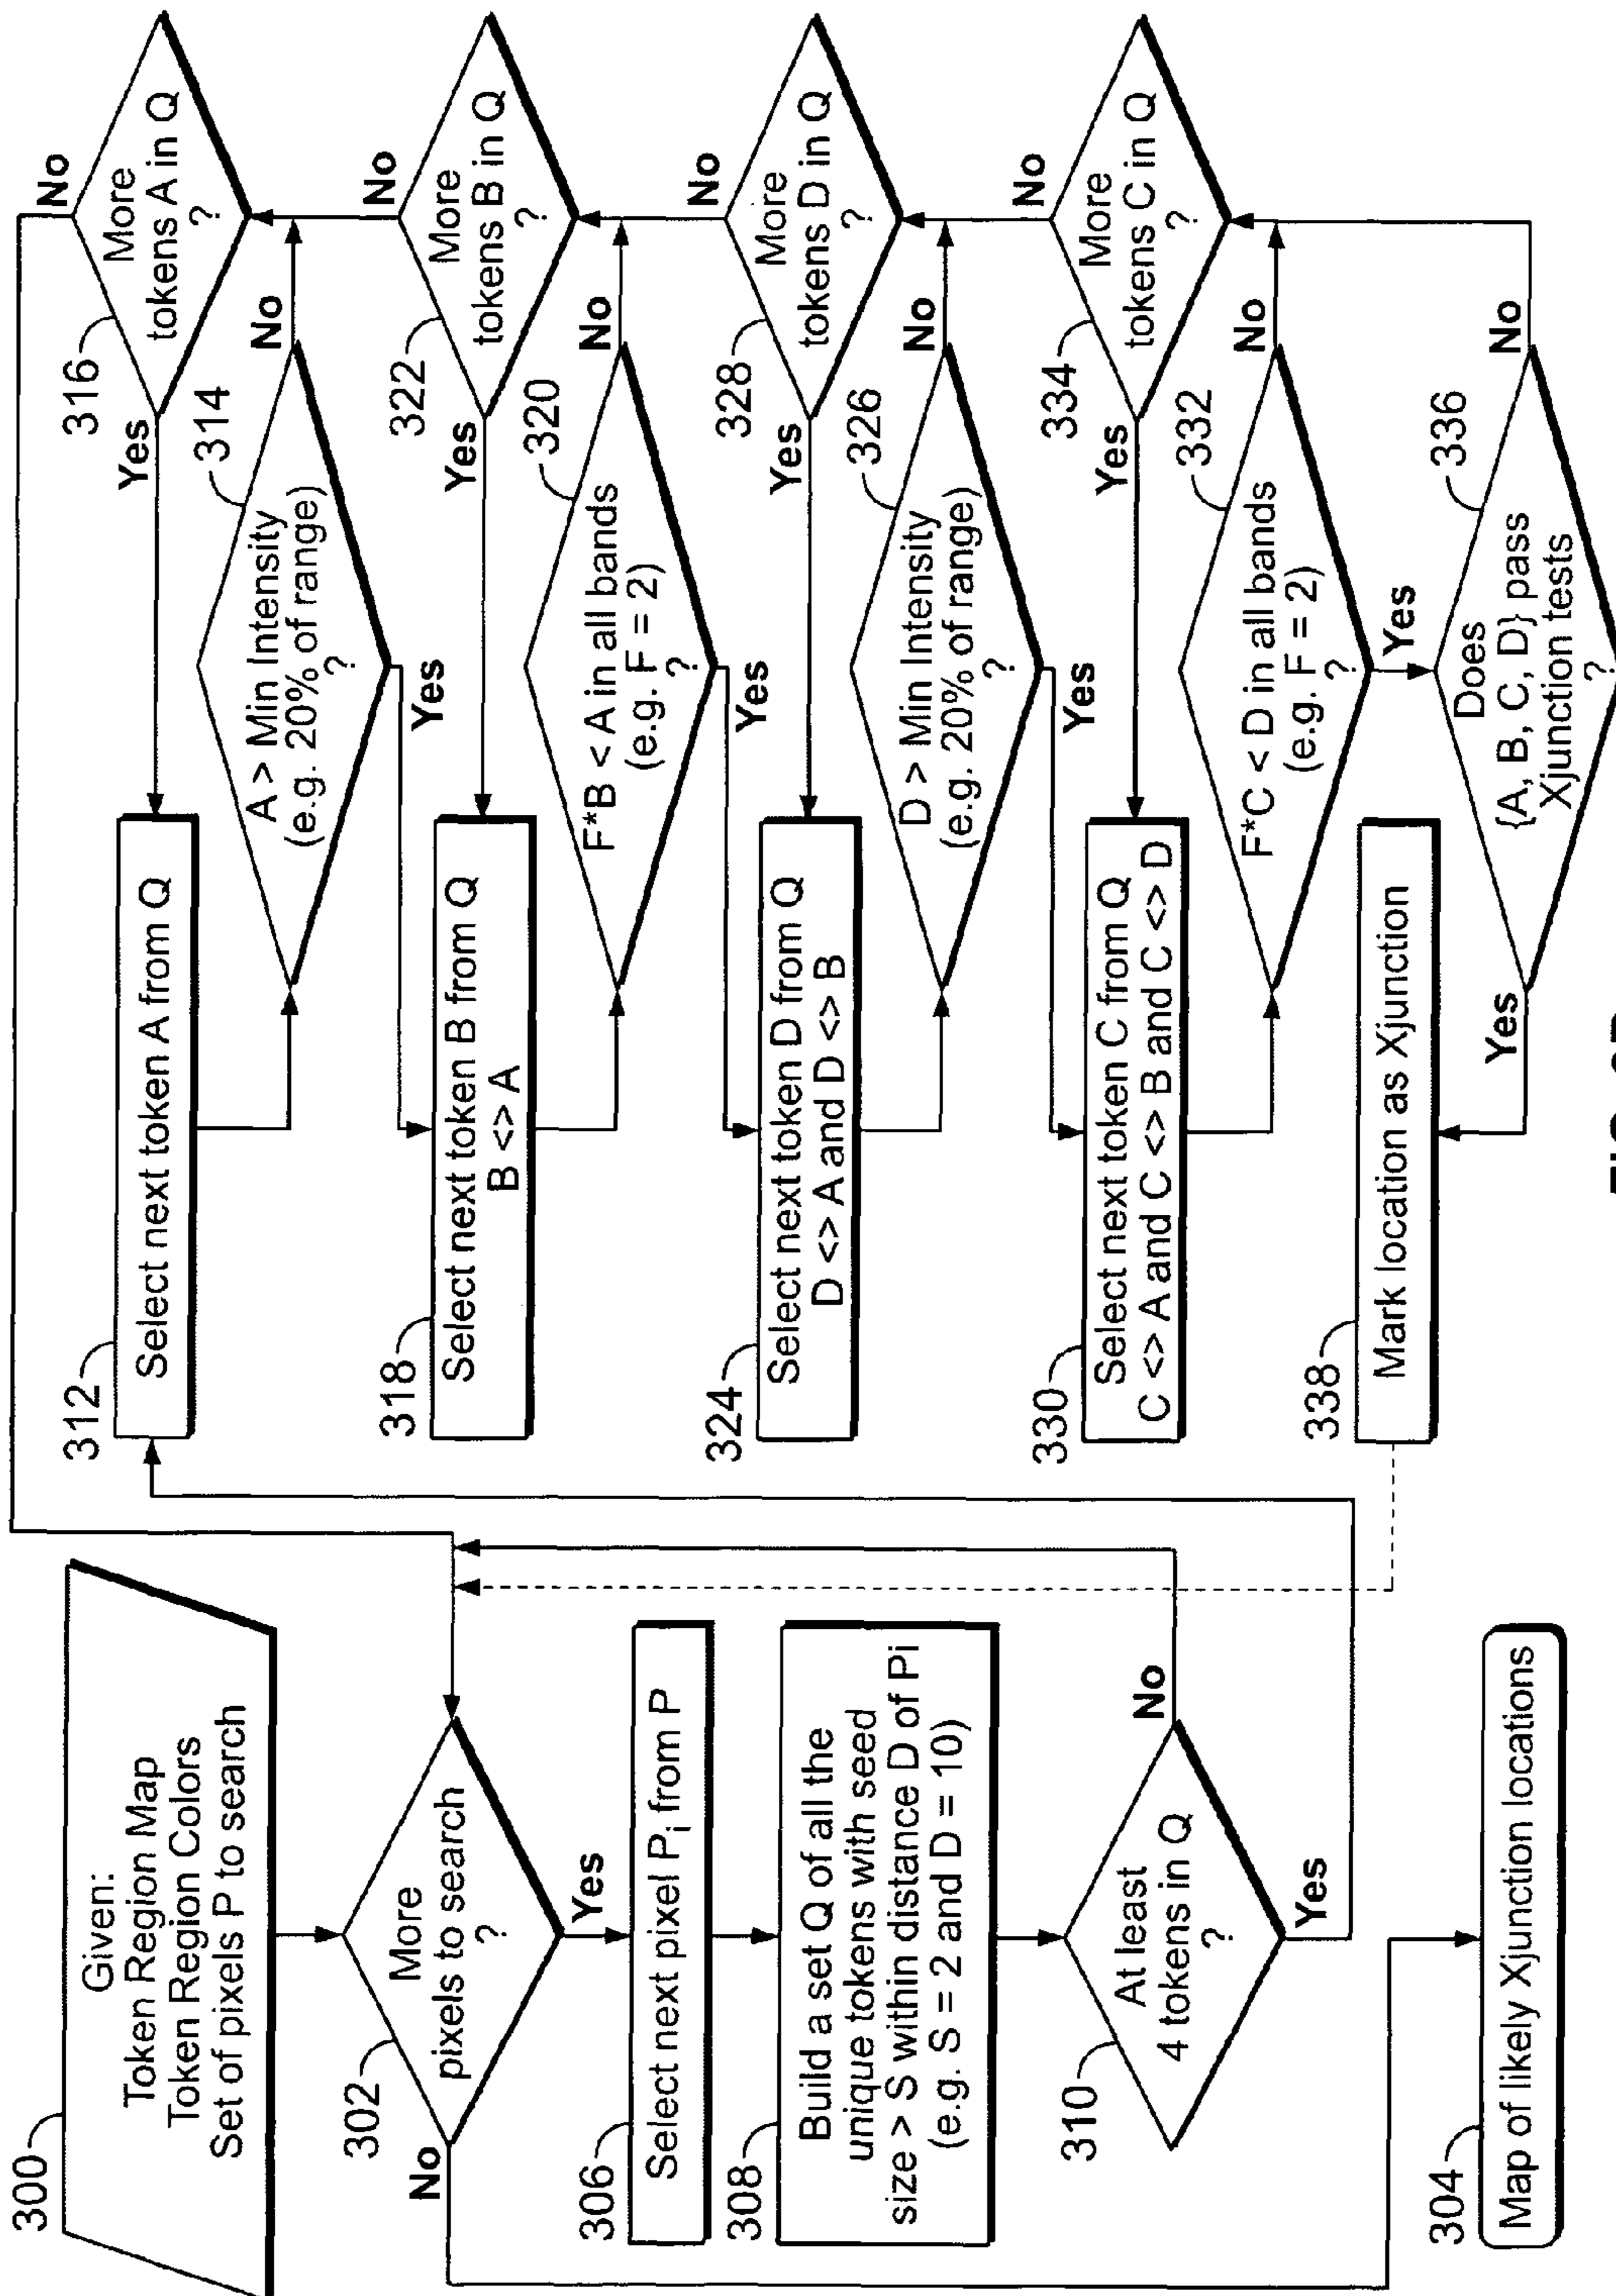 300
Given:
Token Region Map
Token Region Colors
Set of pixels P to search
302
More
pixels to search
?
No
Yes
306
Select next pixel Pi from P
308
Build a set Q of all the
unique tokens with seed
size > S within distance D of Pi
(e.g. S = 2 and D = 10)
310
At least
4 tokens in Q
?
No
Yes
304
Map of likely Xjunction locations
312
Select next token A from Q
314
A > Min Intensity
(e.g. 20% of range)
?
No
Yes
316
More
tokens A in Q
?
No
Yes
318
Select next token B from Q
B <> A
320
F*B < A in all bands
(e.g. F = 2)
?
No
Yes
322
More
tokens B in Q
?
No
Yes
324
Select next token D from Q
D <> A and D <> B
326
D > Min Intensity
(e.g. 20% of range)
?
No
Yes
328
More
tokens D in Q
?
No
Yes
330
Select next token C from Q
C <> A and C <> B and C <> D
332
F*C < D in all bands
(e.g. F = 2)
?
No
Yes
334
More
tokens C in Q
?
No
Yes
336
Does
{A, B, C, D} pass
Xjunction tests
?
No
Yes
338
Mark location as Xjunction